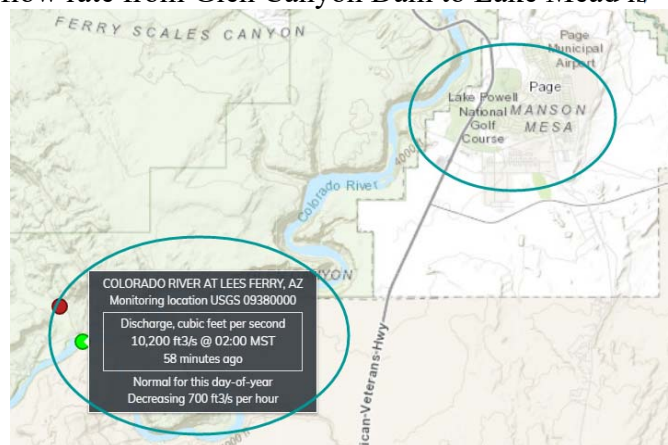 flow rate from Glen Canyon Dam to Lake Mead is
FERRY SCALES CANYON
Page
Municipal
Airport
Page
Lake Powell
National
Golf
Course
MANSON
MESA
4000 ft
Colorado River
CANYON
COLORADO RIVER AT LEES FERRY, AZ
Monitoring location USGS 09380000
Discharge, cubic feet per second
10,200 ft3/s @ 02:00 MST
58 minutes ago
Normal for this day-of-year
Decreasing 700 ft3/s per hour
ican-Veterans-Hwy